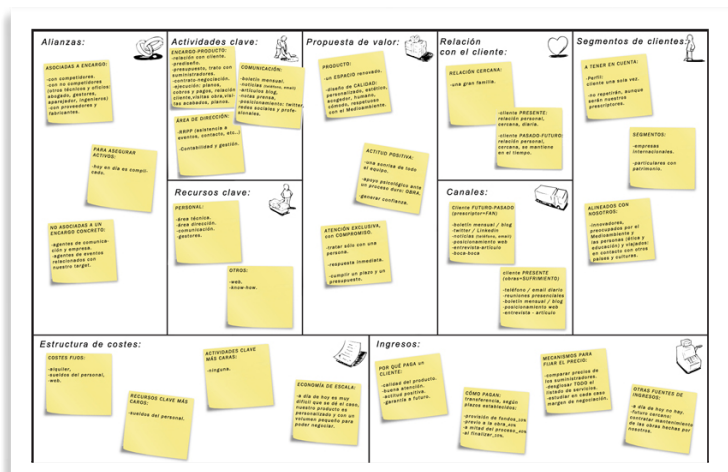 Alianzas:
ASOCIADAS A ENCARGO:
-con competidores.
-con no competidores
(otros técnicos y oficios:
abogado, gestores,
aparejador, ingenieros)
-con proveedores y
fabricantes.
PARA ASEGURAR
ACTIVOS:
-hoy en día es compli-
cado.
NO ASOCIADAS A UN
ENCARGO CONCRETO:
-agentes de comunica-
ción y empresa.
-agentes de eventos
relacionados con
nuestro target.
Actividades clave:
ENCARGO-PRODUCTO:
-relación con cliente.
-prediseño.
-presupuesto, trato con
suministradores.
-contrato-negociación.
-ejecución: planos,
cobros y pagos, relación
cliente,visitas obra,visi-
tas acabados, planos.
COMUNICACIÓN:
-boletín mensual.
-noticias (teléfono, email)
-artículos blog.
-notas prensa.
-posicionamiento: twitter,
redes sociales y profe-
sionales.
ÁREA DE DIRECCIÓN:
-RRPP (asistencia a
eventos, contacto, etc..)
-Contabilidad y gestión.
Recursos clave:
PERSONAL:
-área técnica.
-área dirección.
-comunicación.
-gestores.
OTROS:
-web.
-know-how.
Propuesta de valor:
PRODUCTO:
-un ESPACIO renovado.
-diseño de CALIDAD:
personalizado, estético,
acogedor, humano,
cómodo, respetuoso
con el Medioambiente.
ACTITUD POSITIVA:
-una sonrisa de todo
el equipo.
-apoyo psicológico ante
un proceso duro: OBRA.
-generar confianza.
ATENCIÓN EXCLUSIVA,
con COMPROMISO.
-tratar sólo con una
persona.
-respuesta inmediata.
-cumplir un plazo y un
presupuesto.
Relación
con el cliente:
RELACIÓN CERCANA:
-una gran familia.
-cliente PRESENTE:
relación personal,
cercana, diaria.
-cliente PASADO-FUTURO:
relación personal,
cercana, se mantiene
en el tiempo.
Canales:
Cliente FUTURO-PASADO
(prescriptor=FAN)
-boletín mensual / blog
-twitter / Linkedin
-noticias (teléfono, email)
-posicionamiento web
-entrevista-artículo
-boca-boca
cliente PRESENTE
(obras=SUFRIMIENTO)
-teléfono / email diario
-reuniones presenciales
-boletín mensual / blog
-posicionamiento web
-entrevista - artículo
Segmentos de clientes:
A TENER EN CUENTA:
-Perfil:
cliente una sola vez.
-no repetirán, aunque
serán nuestros
prescriptores.
SEGMENTOS:
-empresas
internacionales.
-particulares con
patrimonio.
ALINEADOS CON
NOSOTROS:
-innovadores,
preocupados por el
Medioambiente y
las personas (ética y
educación) y viajados:
en contacto con otros
países y culturas.
Estructura de costes:
COSTES FIJOS:
-alquiler,
-sueldos del personal,
-web.
RECURSOS CLAVE MÁS
CAROS:
-sueldos del personal.
ACTIVIDADES CLAVE
MÁS CARAS:
-ninguna.
ECONOMÍA DE ESCALA:
-a día de hoy es muy
difícil que se dé el caso,
nuestro producto es
personalizado y con un
volumen pequeño para
poder negociar.
Ingresos:
POR QUÉ PAGA un
CLIENTE:
-calidad del producto.
-buena atención.
-actitud positiva.
-garantía a futuro.
CÓMO PAGAN:
transferencia, según
plazos establecidos:
-provisión de fondos
-previo a la obra
-a mitad del proceso
-al finalizar
MECANISMOS PARA
FIJAR EL PRECIO:
-comparar precios de
los suministradores.
-desglosar TODO el
listado de servicios.
-estudiar en cada caso
margen de negociación.
OTRAS FUENTES DE
INGRESOS:
-a día de hoy no hay.
-futuro cercano:
contratar mantenimiento
de las obras hechas por
nosotros.